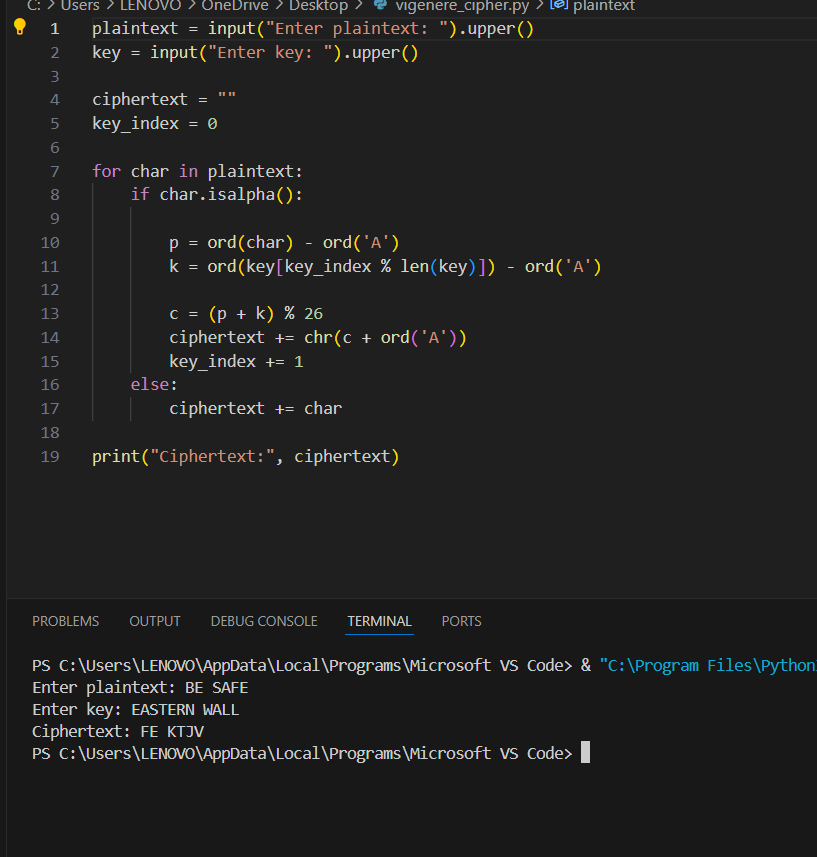 C: > Users > LENOVO > OneDrive > Desktop > vigenere_cipher.py > plaintext
1 plaintext = input("Enter plaintext: ").upper()
2 key = input("Enter key: ").upper()
3
4 ciphertext = ""
5 key_index = 0
6
7 for char in plaintext:
8     if char.isalpha():
9
10         p = ord(char) - ord('A')
11         k = ord(key[key_index % len(key)]) - ord('A')
12
13         c = (p + k) % 26
14         ciphertext += chr(c + ord('A'))
15         key_index += 1
16     else:
17         ciphertext += char
18
19 print("Ciphertext:", ciphertext)
PROBLEMS OUTPUT DEBUG CONSOLE TERMINAL PORTS
PS C:\Users\LENOVO\AppData\Local\Programs\Microsoft VS Code> & "C:\Program Files\Python
Enter plaintext: BE SAFE
Enter key: EASTERN WALL
Ciphertext: FE KTJV
PS C:\Users\LENOVO\AppData\Local\Programs\Microsoft VS Code>